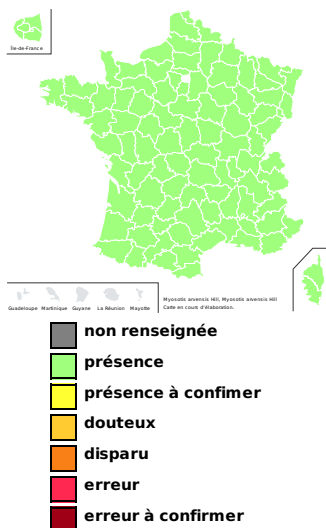 Île-de-France
Guadeloupe Martinique Guyane La Réunion Mayotte
Myosotis arvensis Hill, Myosotis arvensis Hill
Carte en cours d'élaboration.
non renseignée
présence
présence à confimer
douteux
disparu
erreur
erreur à confirmer